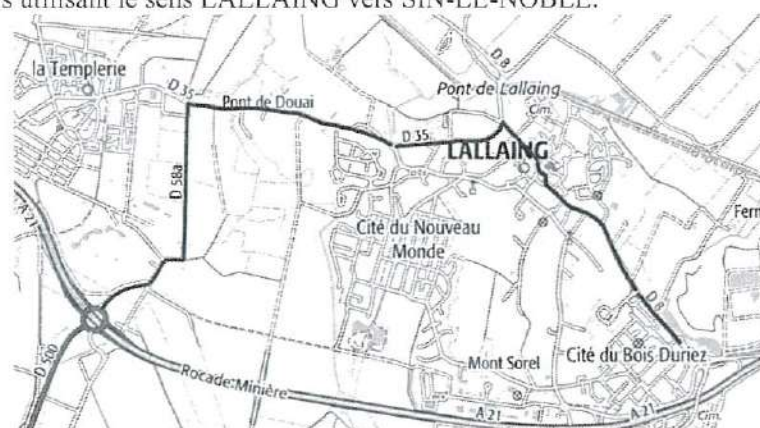 s utilisant le sens LALLAING vers SIN-LE-NOBLE.
D 8
la Templerie
Pont de Lallaing
D 35
Pont de Douai
Cim.
D 35
LALLAING
D 58a
A 21
Cité du Nouveau
Monde
Ferm
D 8
D 500
Mont Sorel
Cité du Bois Duriez
Rocade Minière
A 21
A 21
Cim.